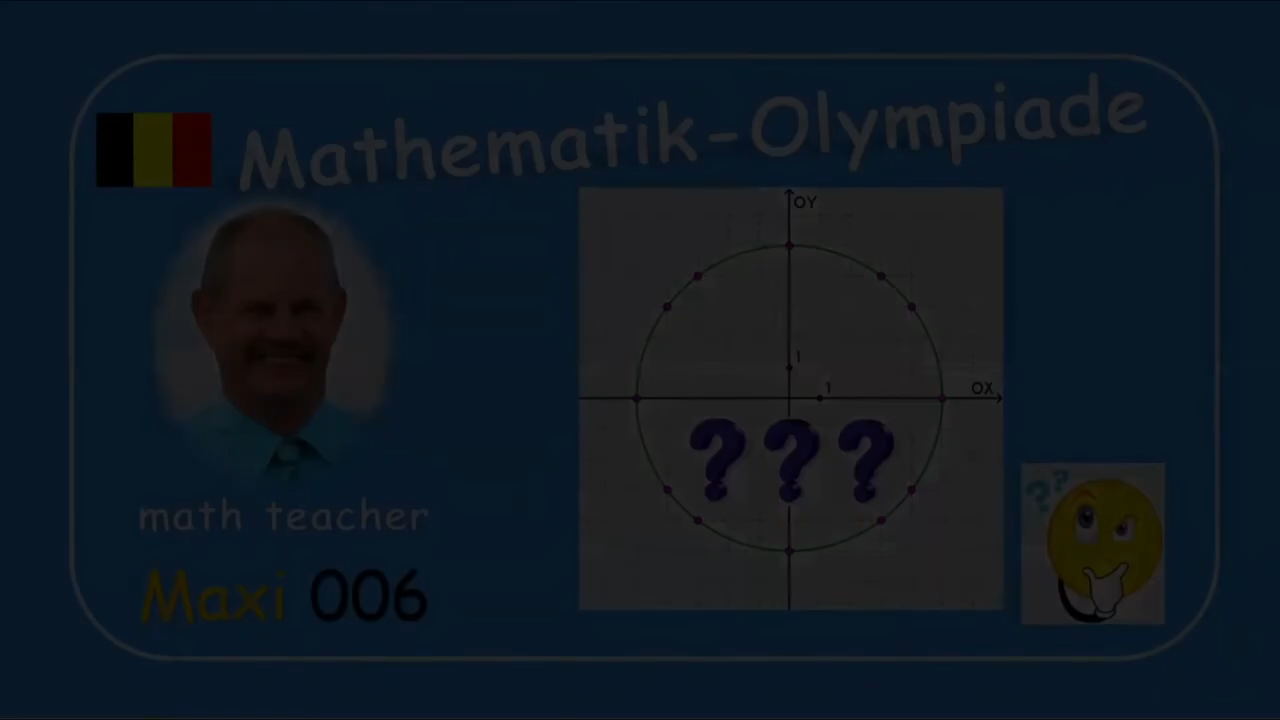 Mathematik-Olympiade
OY
1
1
OX
? ? ?
? ?
math teacher
Maxi 006